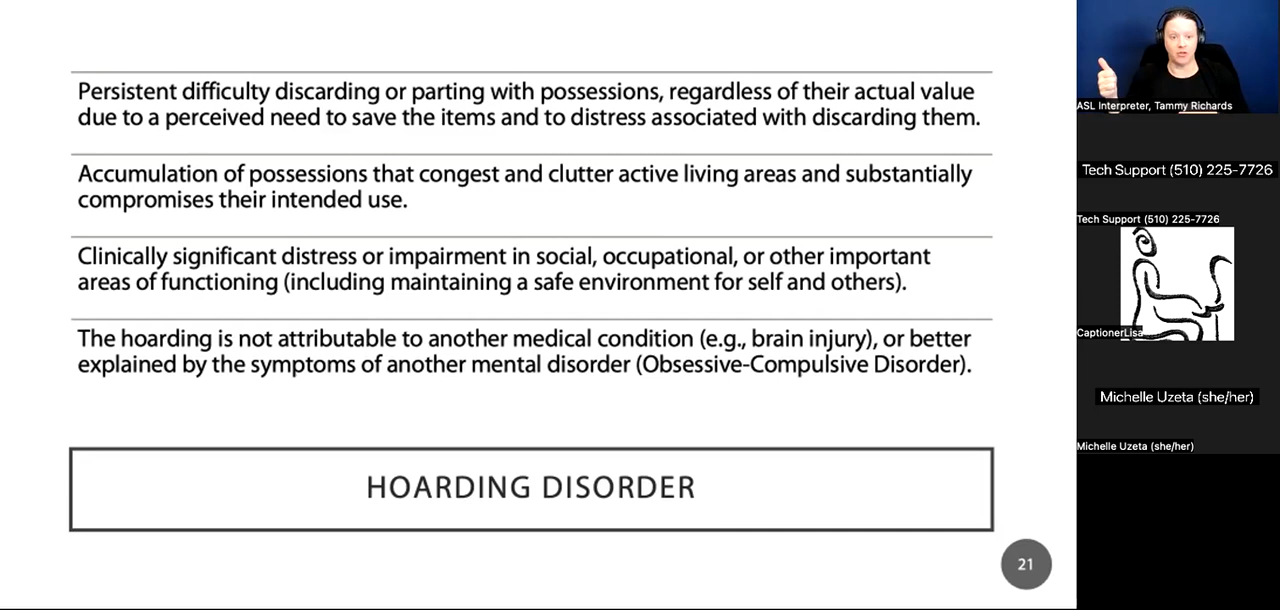 Persistent difficulty discarding or parting with possessions, regardless of their actual value
due to a perceived need to save the items and to distress associated with discarding them.
Accumulation of possessions that congest and clutter active living areas and substantially
compromises their intended use.
Clinically significant distress or impairment in social, occupational, or other important
areas of functioning (including maintaining a safe environment for self and others).
The hoarding is not attributable to another medical condition (e.g., brain injury), or better
explained by the symptoms of another mental disorder (Obsessive-Compulsive Disorder).
HOARDING DISORDER
21
ASL Interpreter, Tammy Richards
Tech Support (510) 225-7726
Tech Support (510) 225-7726
CaptionerLisa
Michelle Uzeta (she/her)
Michelle Uzeta (she/her)